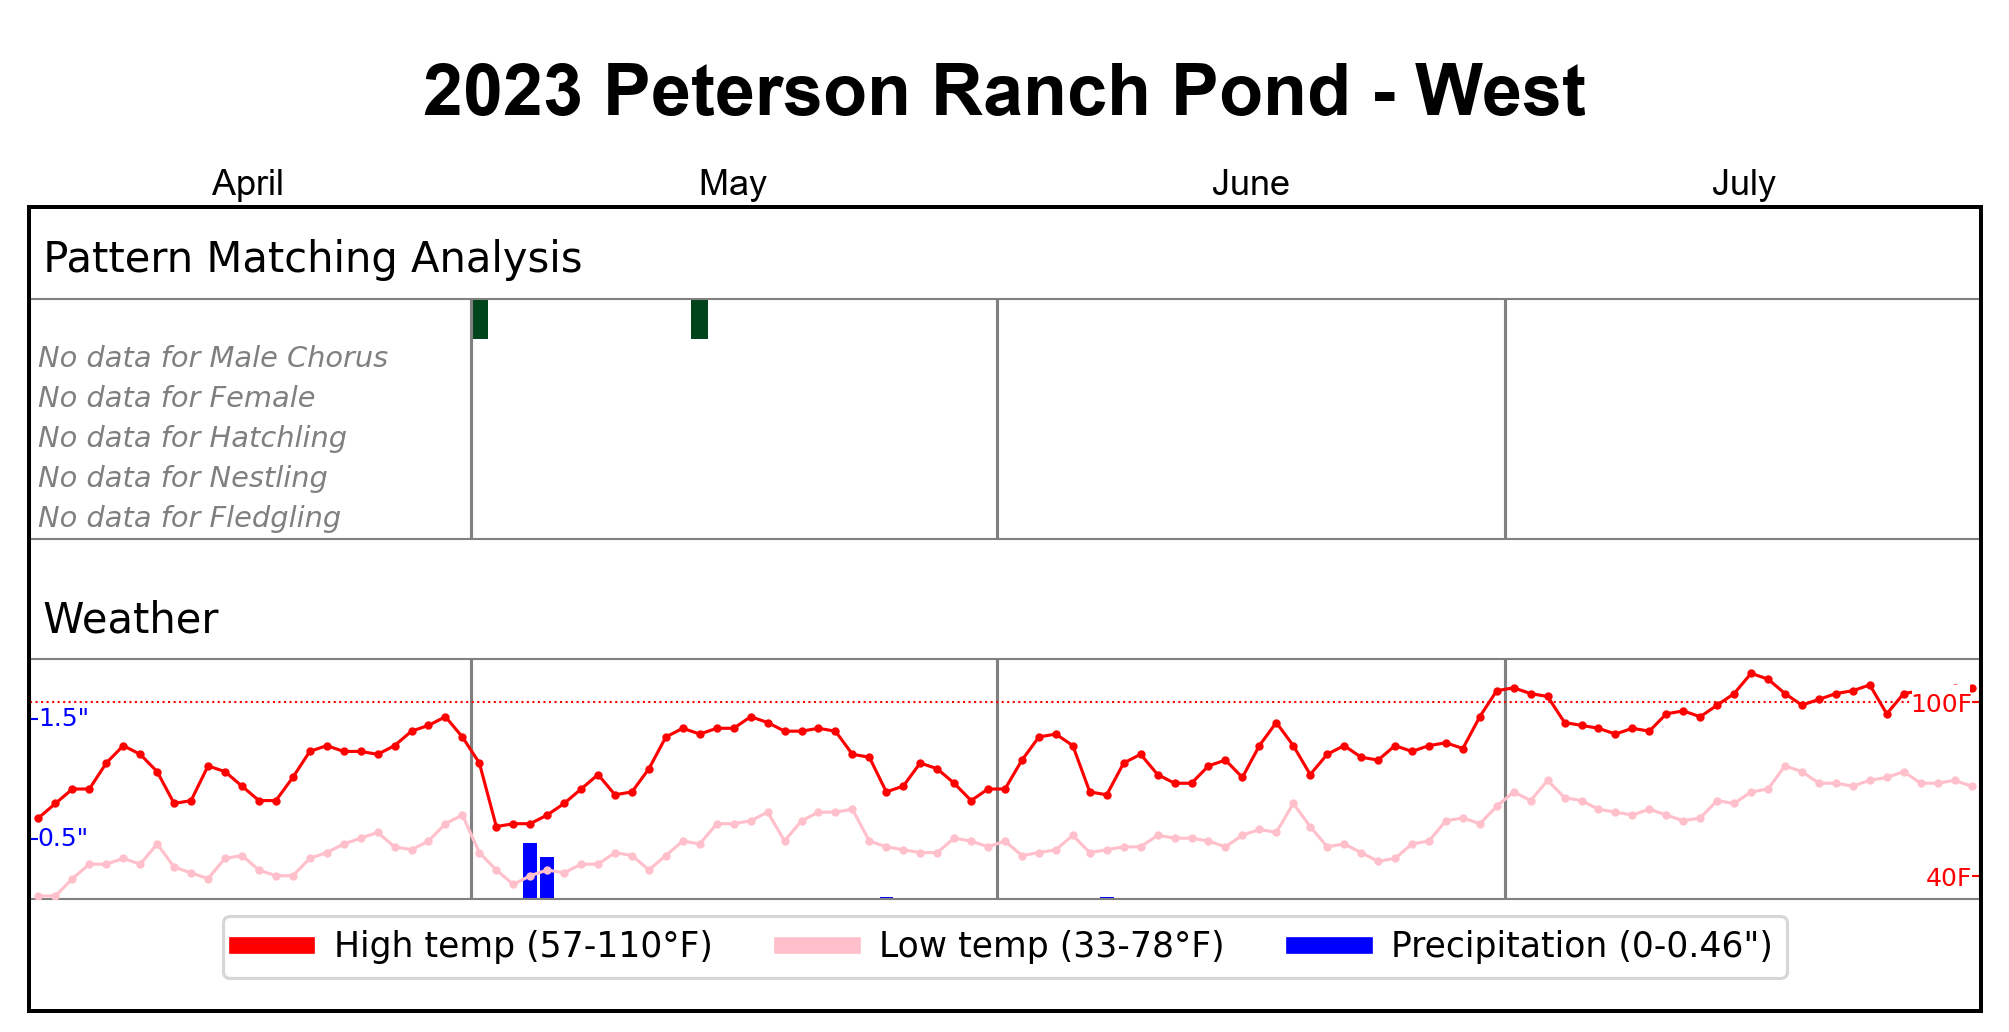 2023 Peterson Ranch Pond - West
April May June July
Pattern Matching Analysis
No data for Male Chorus
No data for Female
No data for Hatchling
No data for Nestling
No data for Fledgling
Weather
1.5" 100F
0.5" 40F
High temp (57-110°F) Low temp (33-78°F) Precipitation (0-0.46")